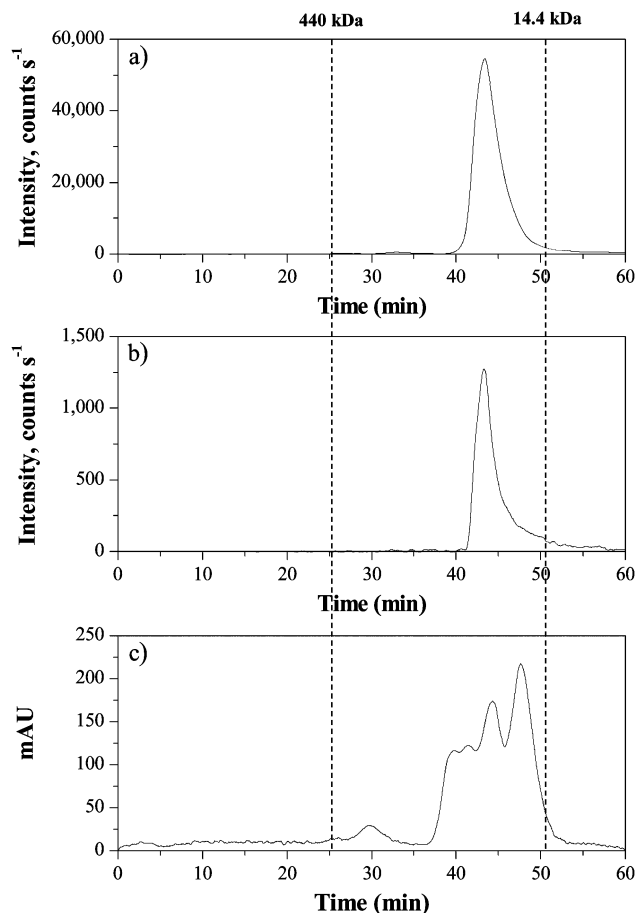 440 kDa 14.4 kDa
a)
60,000
40,000
20,000
0
Intensity, counts s⁻¹
0 10 20 30 40 50 60
Time (min)
b)
1,500
1,000
500
0
Intensity, counts s⁻¹
0 10 20 30 40 50 60
Time (min)
c)
250
200
150
100
50
0
mAU
0 10 20 30 40 50 60
Time (min)